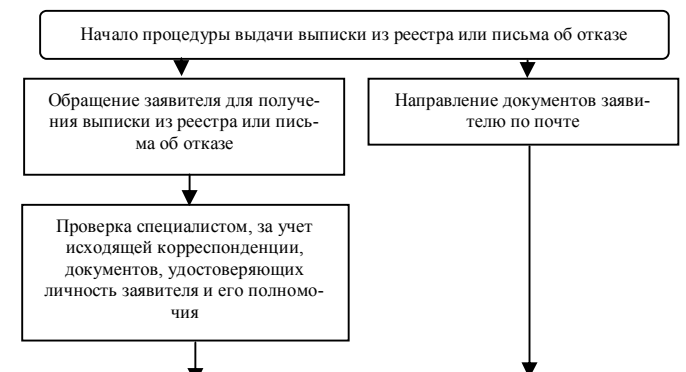 Начало процедуры выдачи выписки из реестра или письма об отказе
Обращение заявителя для получе-
ния выписки из реестра или пись-
ма об отказе
Направление документов заяви-
телю по почте
Проверка специалистом, за учет
исходящей корреспонденции,
документов, удостоверяющих
личность заявителя и его полномо-
чия